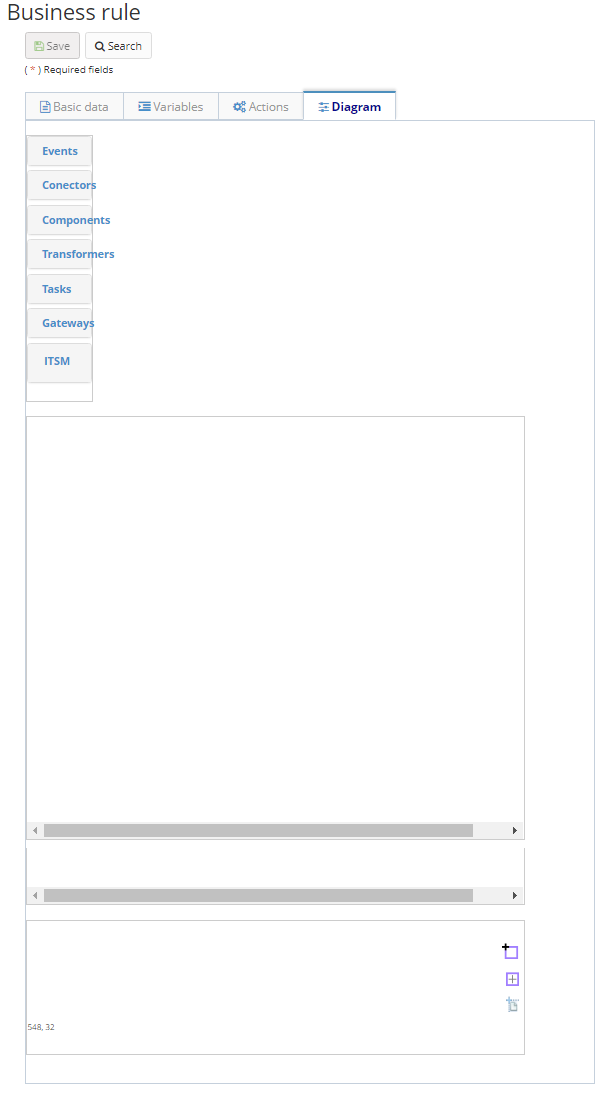 Business rule
Save Search
( * ) Required fields
Basic data Variables Actions Diagram
Events
Conectors
Components
Transformers
Tasks
Gateways
ITSM
548, 32